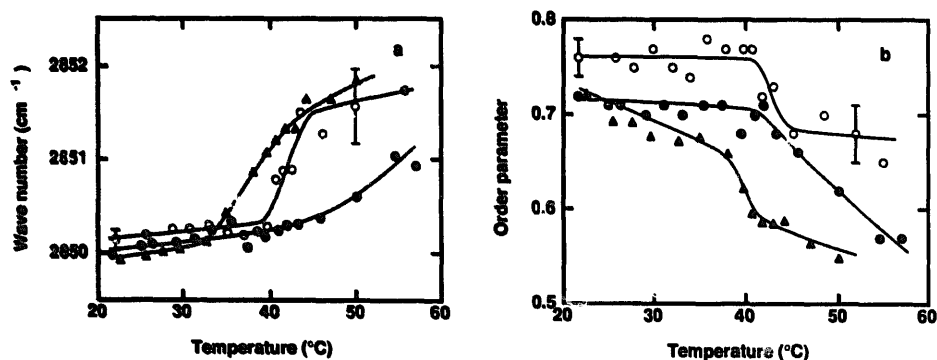 a
2852
2851
2850
Wave number (cm ⁻¹)
20 30 40 50 60
Temperature (°C)
b
0.8
0.7
0.6
0.5
Order parameter
20 30 40 50 60
Temperature (°C)